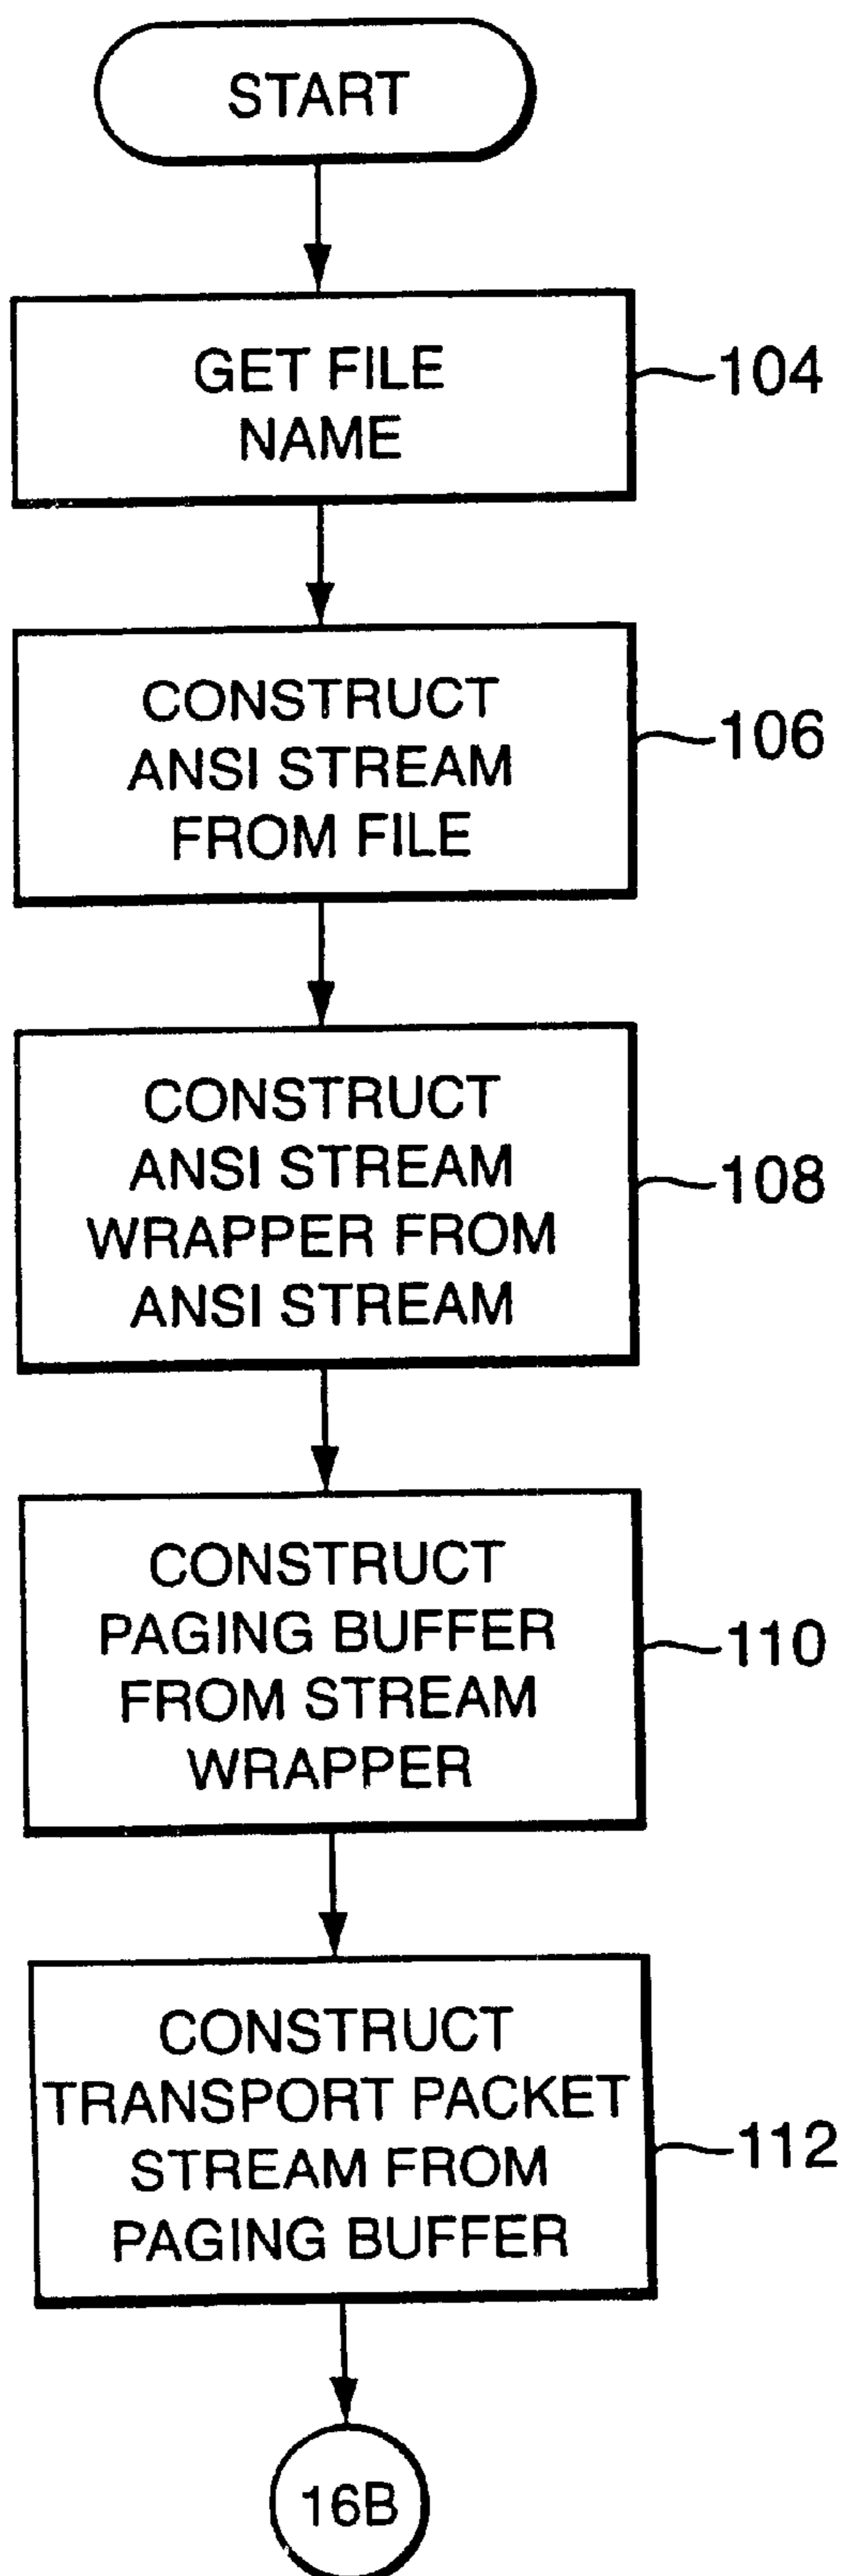 START
GET FILE
NAME
104
CONSTRUCT
ANSI STREAM
FROM FILE
106
CONSTRUCT
ANSI STREAM
WRAPPER FROM
ANSI STREAM
108
CONSTRUCT
PAGING BUFFER
FROM STREAM
WRAPPER
110
CONSTRUCT
TRANSPORT PACKET
STREAM FROM
PAGING BUFFER
112
16B